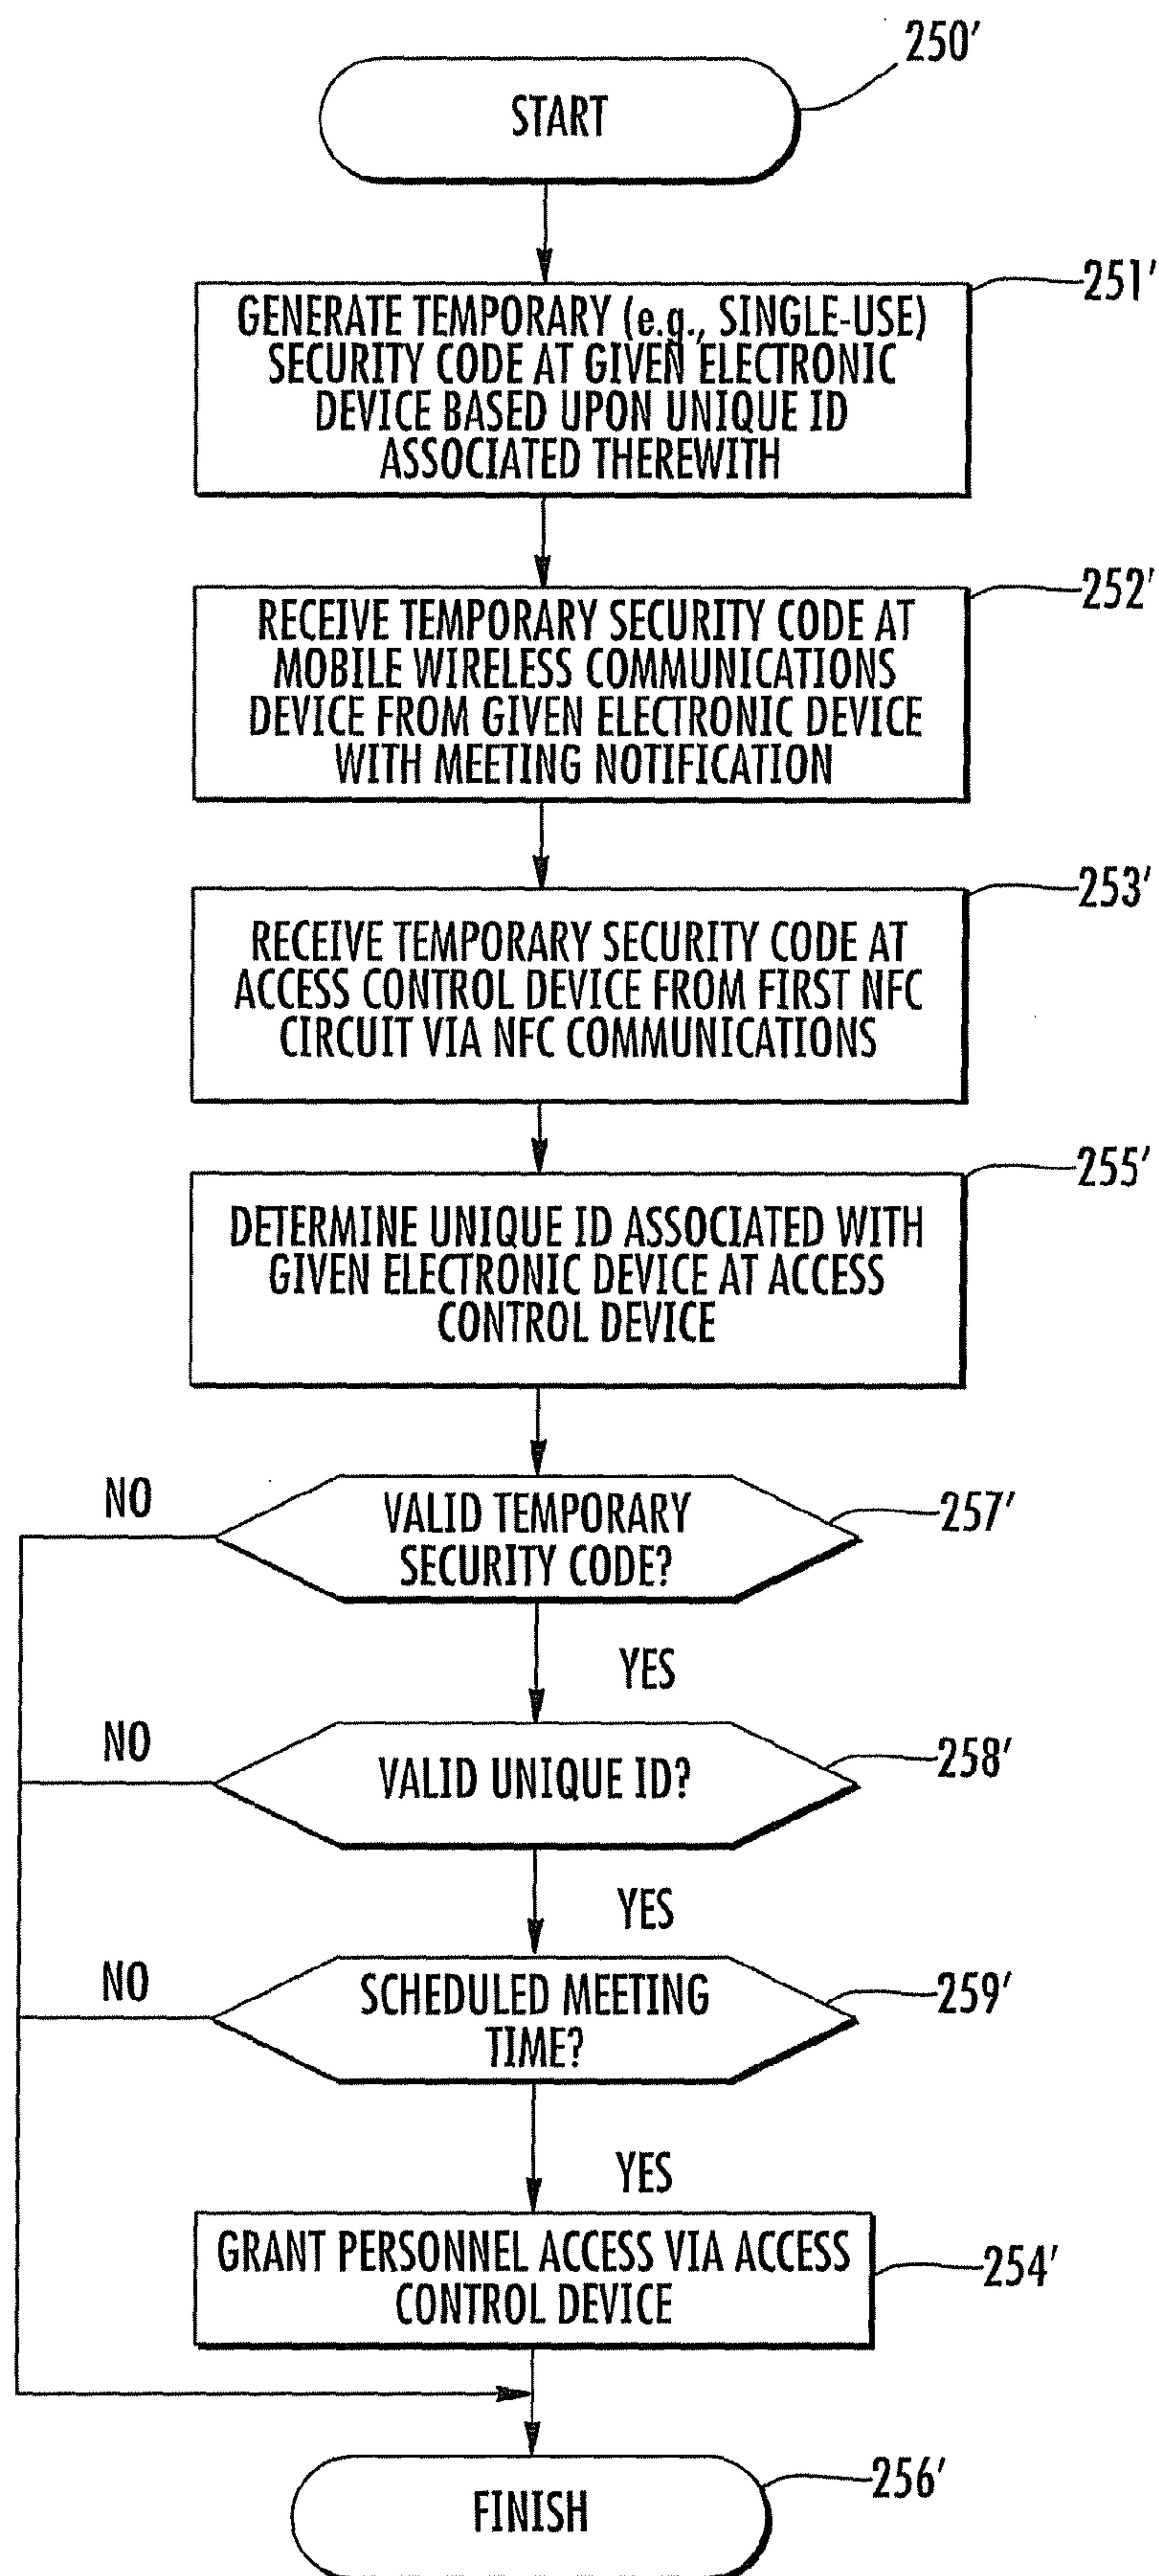 250'
START
251'
GENERATE TEMPORARY (e.g., SINGLE-USE)
SECURITY CODE AT GIVEN ELECTRONIC
DEVICE BASED UPON UNIQUE ID
ASSOCIATED THEREWITH
252'
RECEIVE TEMPORARY SECURITY CODE AT
MOBILE WIRELESS COMMUNICATIONS
DEVICE FROM GIVEN ELECTRONIC DEVICE
WITH MEETING NOTIFICATION
253'
RECEIVE TEMPORARY SECURITY CODE AT
ACCESS CONTROL DEVICE FROM FIRST NFC
CIRCUIT VIA NFC COMMUNICATIONS
255'
DETERMINE UNIQUE ID ASSOCIATED WITH
GIVEN ELECTRONIC DEVICE AT ACCESS
CONTROL DEVICE
NO
VALID TEMPORARY
SECURITY CODE?
257'
YES
NO
VALID UNIQUE ID?
258'
YES
NO
SCHEDULED MEETING
TIME?
259'
YES
GRANT PERSONNEL ACCESS VIA ACCESS
CONTROL DEVICE
254'
256'
FINISH